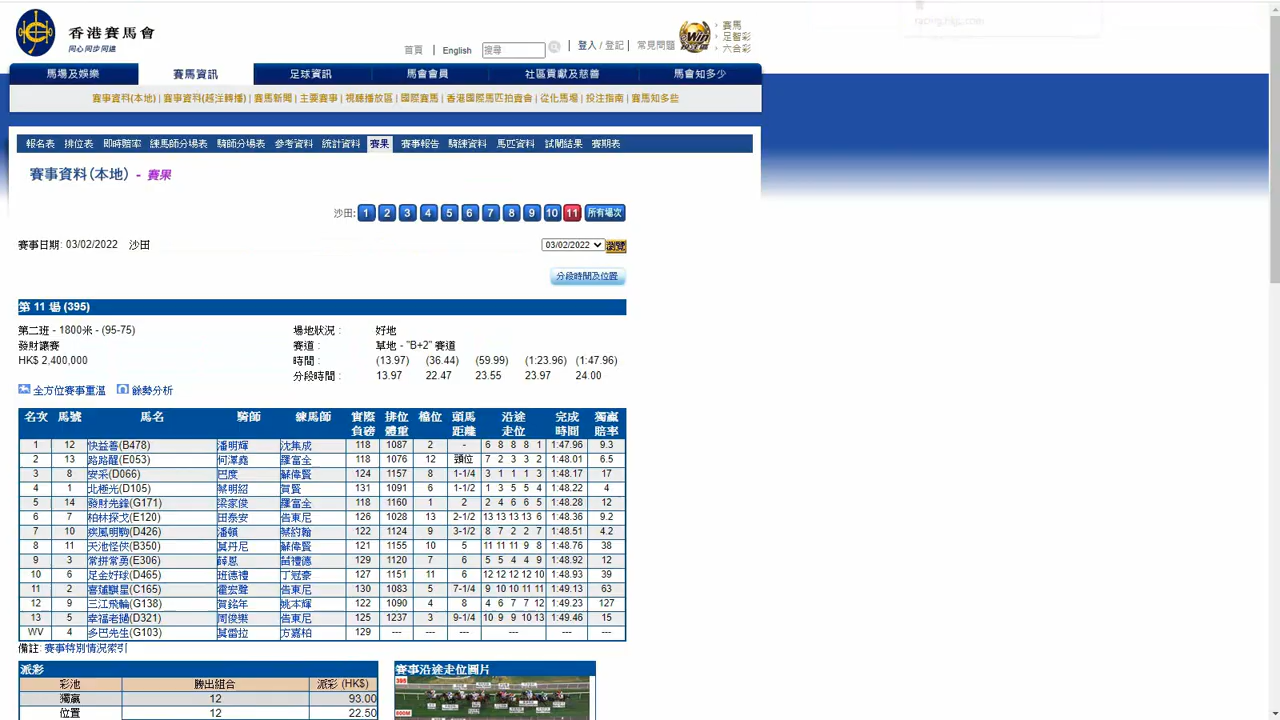 香港賽馬會
同心同步同進
首頁 | English 搜尋 | 登入 / 登記 | 常見問題
賽馬
足智彩
六合彩
馬場及娛樂 賽馬資訊 足球資訊 馬會會員 社區貢獻及慈善 馬會知多少
賽事資料(本地) | 賽事資料(越洋轉播) | 賽馬新聞 | 主要賽事 | 視聽播放區 | 國際賽馬 | 香港國際馬匹拍賣會 | 從化馬場 | 投注指南 | 賽馬知多些
報名表 排位表 即時賠率 練馬師分場表 騎師分場表 參考資料 統計資料 賽果 賽事報告 騎練資料 馬匹資料 試閘結果 賽期表
賽事資料(本地) - 賽果
沙田: 1 2 3 4 5 6 7 8 9 10 11 所有場次
賽事日期: 03/02/2022 沙田 03/02/2022 瀏覽
分段時間及位置
第 11 場 (395)
第二班 - 1800米 - (95-75) 場地狀況 : 好地
發財讓賽 賽道 : 草地 - "B+2" 賽道
HK$ 2,400,000 時間 : (13.97) (36.44) (59.99) (1:23.96) (1:47.96)
分段時間 : 13.97 22.47 23.55 23.97 24.00
全方位賽事重溫 餘勢分析
名次 馬號 馬名 騎師 練馬師 實際負磅 排位體重 檔位 頭馬距離 沿途走位 完成時間 獨贏賠率
1 12 快益善(B478) 潘明輝 沈集成 118 1087 2 - 6 8 8 8 1 1:47.96 9.3
2 13 路路醒(E053) 何澤堯 羅富全 118 1076 12 頭位 7 2 3 3 2 1:48.01 6.5
3 8 安采(D066) 巴度 蘇偉賢 124 1157 8 1-1/4 3 1 1 1 3 1:48.17 17
4 1 北極光(D105) 蔡明紹 賀賢 131 1091 6 1-1/2 1 3 5 5 4 1:48.22 4
5 14 發財先鋒(G171) 梁家俊 羅富全 118 1160 1 2 2 4 6 6 5 1:48.28 12
6 7 柏林探戈(E120) 田泰安 告東尼 126 1028 13 2-1/2 13 13 13 13 6 1:48.36 9.2
7 10 疾風明駒(D426) 潘頓 蔡約翰 122 1124 9 3-1/2 8 7 2 2 7 1:48.51 4.2
8 11 天池怪俠(B350) 莫丹尼 蘇偉賢 121 1155 10 5 11 11 11 9 8 1:48.76 38
9 3 常拼常勇(E306) 薛恩 苗禮德 129 1120 7 6 5 5 4 4 9 1:48.92 12
10 6 足金好球(D465) 班德禮 丁冠豪 127 1151 11 6 12 12 12 12 10 1:48.93 39
11 2 喜蓮飄星(C165) 霍宏聲 告東尼 130 1083 5 7-1/4 9 10 10 11 11 1:49.13 63
12 9 三江飛輪(G138) 賀銘年 姚本輝 122 1090 4 8 4 6 7 7 12 1:49.23 127
13 5 幸福老撾(D321) 周俊樂 告東尼 125 1237 3 9-1/4 10 9 9 10 13 1:49.46 15
WV 4 多巴先生(G103) 莫雷拉 方嘉柏 129 --- --- --- --- --- ---
備註: 賽事特別情況索引
派彩 賽事沿途走位圖片
彩池 勝出組合 派彩 (HK$)
獨贏 12 93.00
位置 12 22.50
395